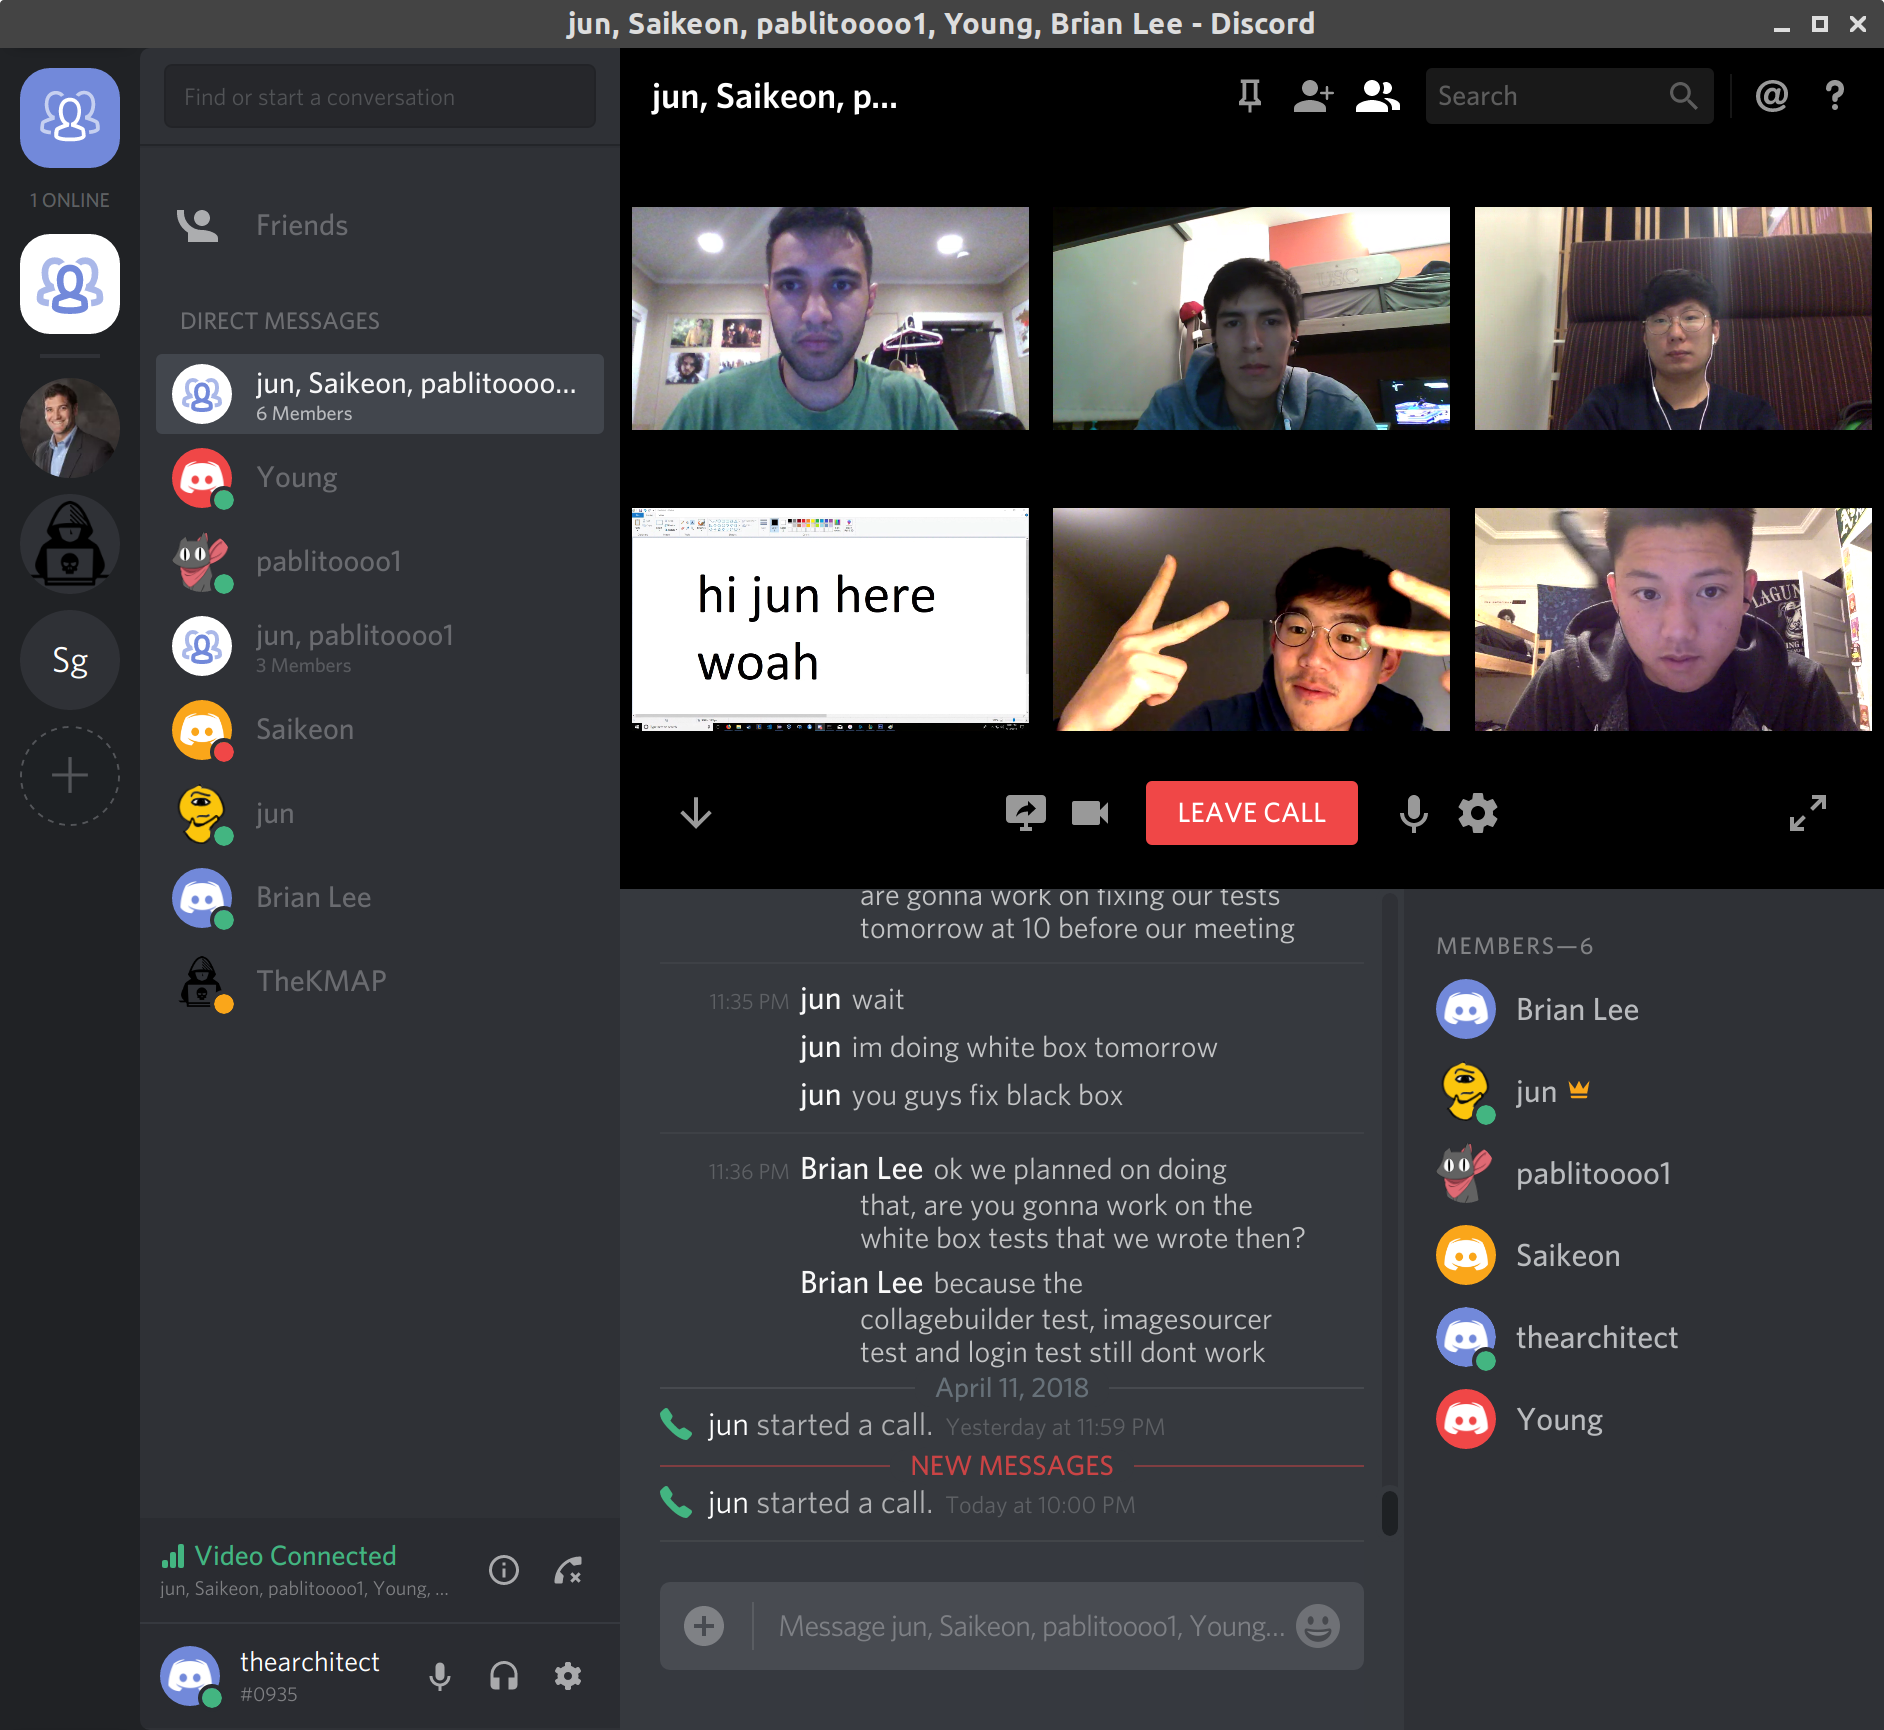 jun, Saikeon, pablitoooo1, Young, Brian Lee - Discord
Find or start a conversation
1 ONLINE
Sg
Friends
DIRECT MESSAGES
jun, Saikeon, pablitoooo...
6 Members
Young
pablitoooo1
jun, pablitoooo1
3 Members
Saikeon
jun
Brian Lee
TheKMAP
Video Connected
jun, Saikeon, pablitoooo1, Young, ...
thearchitect
#0935
jun, Saikeon, p...
Search
@ ?
LAGUN
hi jun here
woah
LEAVE CALL
are gonna work on fixing our tests
tomorrow at 10 before our meeting
11:35 PM jun wait
jun im doing white box tomorrow
jun you guys fix black box
11:36 PM Brian Lee ok we planned on doing
that, are you gonna work on the
white box tests that we wrote then?
Brian Lee because the
collagebuilder test, imagesourcer
test and login test still dont work
April 11, 2018
jun started a call. Yesterday at 11:59 PM
NEW MESSAGES
jun started a call. Today at 10:00 PM
Message jun, Saikeon, pablitoooo1, Young...
MEMBERS—6
Brian Lee
jun
pablitoooo1
Saikeon
thearchitect
Young